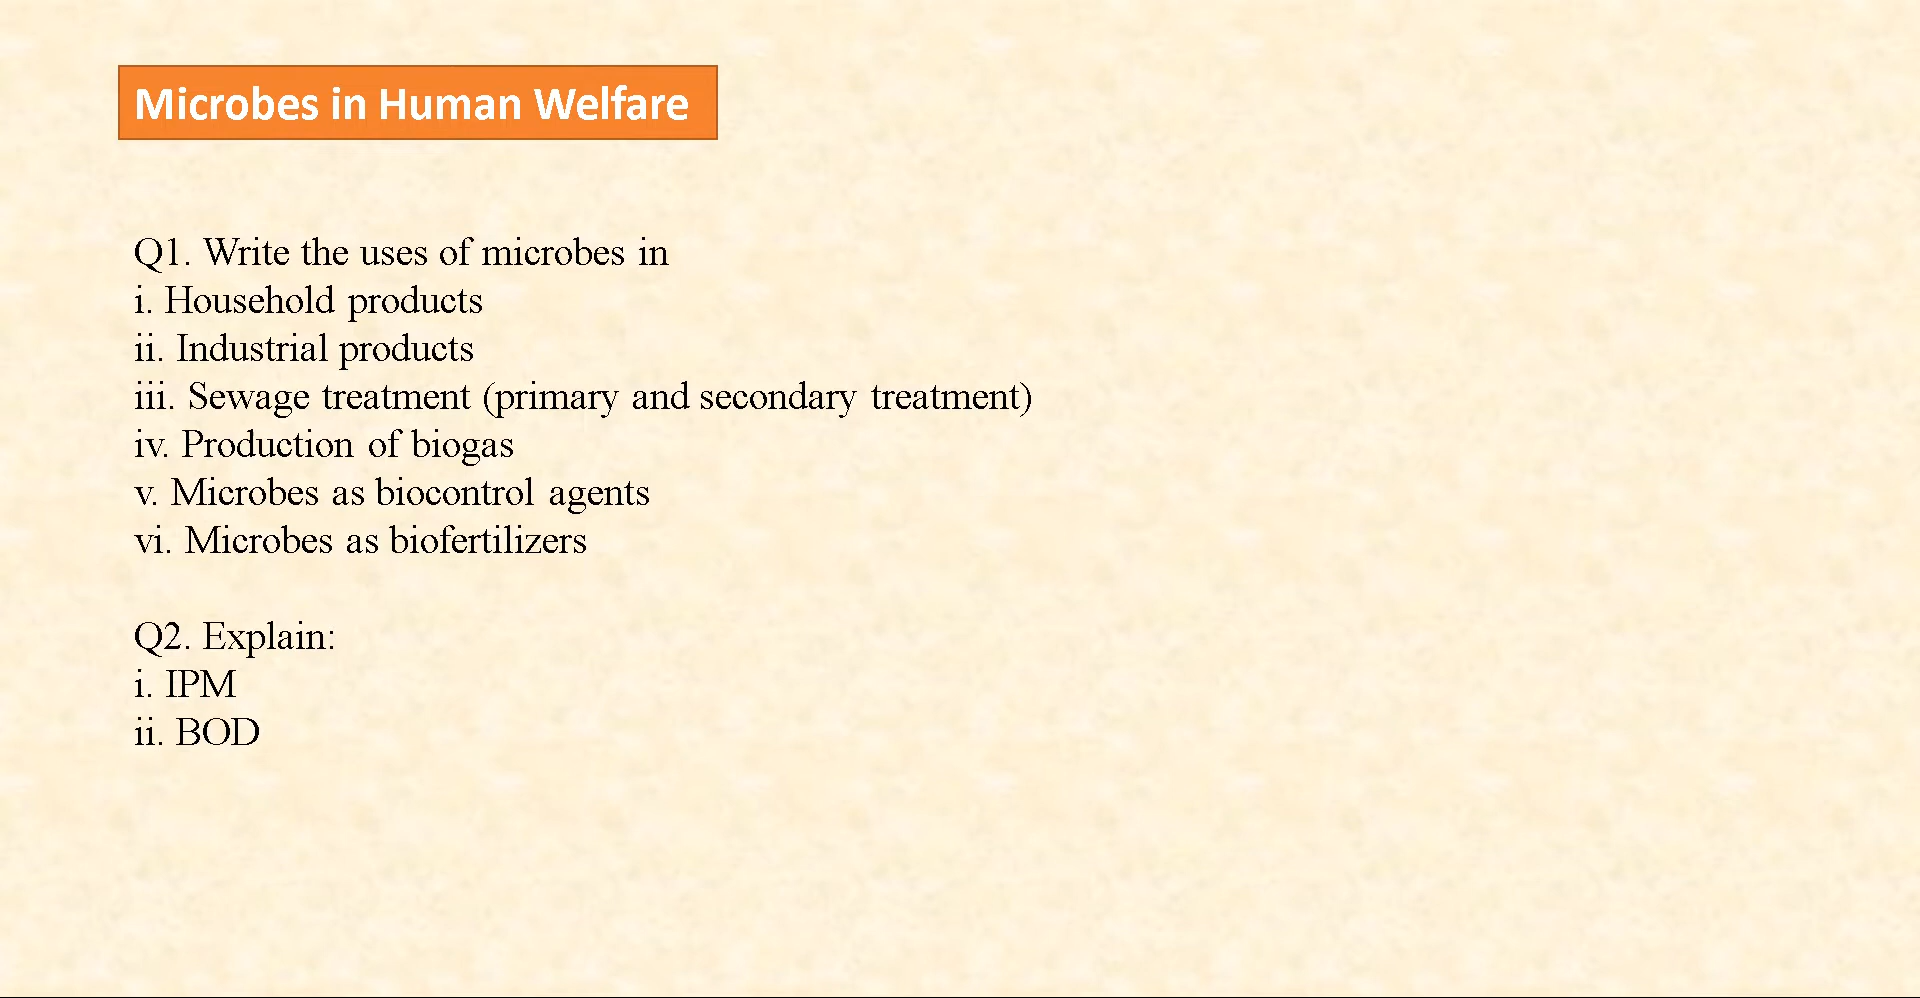 Microbes in Human Welfare
Q1. Write the uses of microbes in
i. Household products
ii. Industrial products
iii. Sewage treatment (primary and secondary treatment)
iv. Production of biogas
v. Microbes as biocontrol agents
vi. Microbes as biofertilizers
Q2. Explain:
i. IPM
ii. BOD